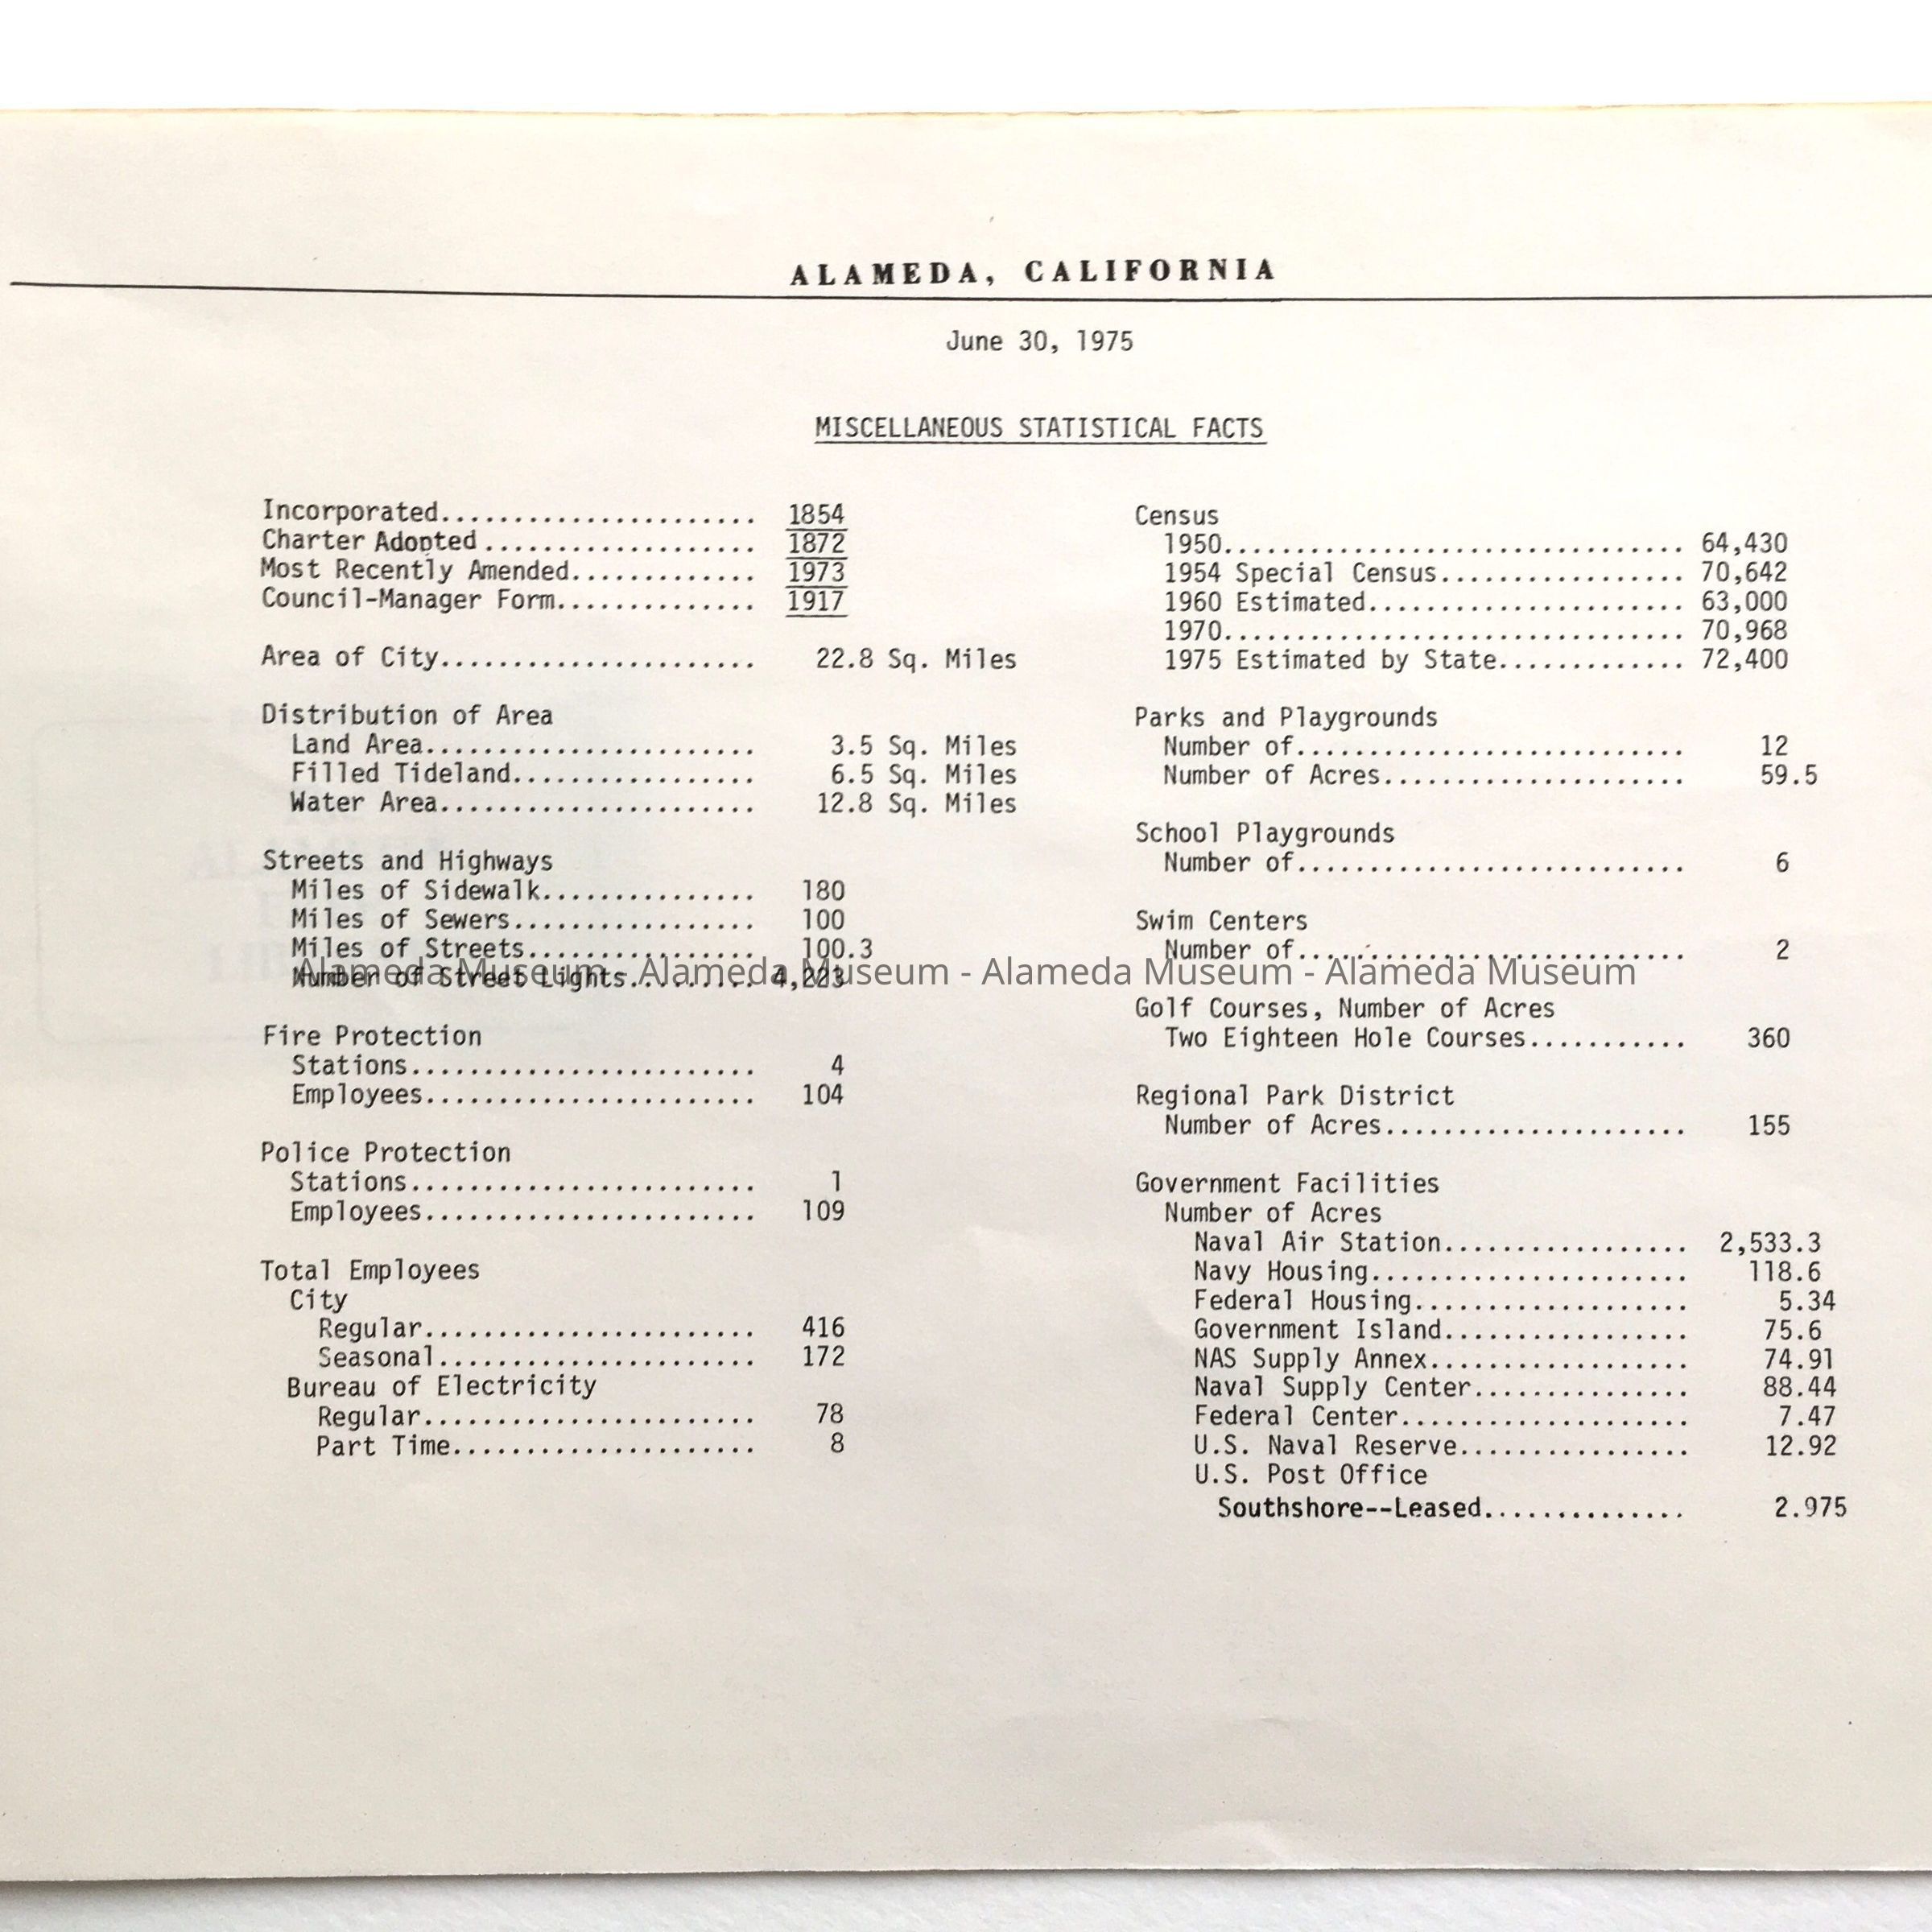 ALAMEDA, CALIFORNIA
June 30, 1975
MISCELLANEOUS STATISTICAL FACTS
Incorporated...................... 1854
Charter Adopted ................... 1872
Most Recently Amended............. 1973
Council-Manager Form.............. 1917
Area of City...................... 22.8 Sq. Miles
Distribution of Area
Land Area....................... 3.5 Sq. Miles
Filled Tideland................. 6.5 Sq. Miles
Water Area...................... 12.8 Sq. Miles
Streets and Highways
Miles of Sidewalk............... 180
Miles of Sewers................. 100
Miles of Streets................ 100.3
Number of Street Lights......... 4,223
Fire Protection
Stations........................ 4
Employees....................... 104
Police Protection
Stations........................ 1
Employees....................... 109
Total Employees
City
Regular....................... 416
Seasonal...................... 172
Bureau of Electricity
Regular....................... 78
Part Time..................... 8
Census
1950................................ 64,430
1954 Special Census................. 70,642
1960 Estimated...................... 63,000
1970................................ 70,968
1975 Estimated by State............. 72,400
Parks and Playgrounds
Number of........................... 12
Number of Acres..................... 59.5
School Playgrounds
Number of........................... 6
Swim Centers
Number of........................... 2
Golf Courses, Number of Acres
Two Eighteen Hole Courses........... 360
Regional Park District
Number of Acres..................... 155
Government Facilities
Number of Acres
Naval Air Station................. 2,533.3
Navy Housing...................... 118.6
Federal Housing................... 5.34
Government Island................. 75.6
NAS Supply Annex.................. 74.91
Naval Supply Center............... 88.44
Federal Center.................... 7.47
U.S. Naval Reserve................ 12.92
U.S. Post Office
Southshore--Leased.............. 2.975
Alameda Museum - Alameda Museum - Alameda Museum - Alameda Museum